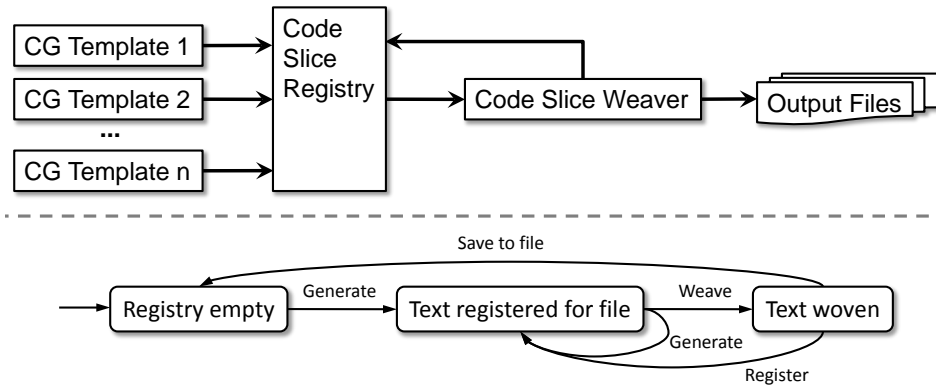 CG Template 1
CG Template 2
...
CG Template n
Code
Slice
Registry
Code Slice Weaver
Output Files
Save to file
Registry empty
Generate
Text registered for file
Weave
Text woven
Generate
Register